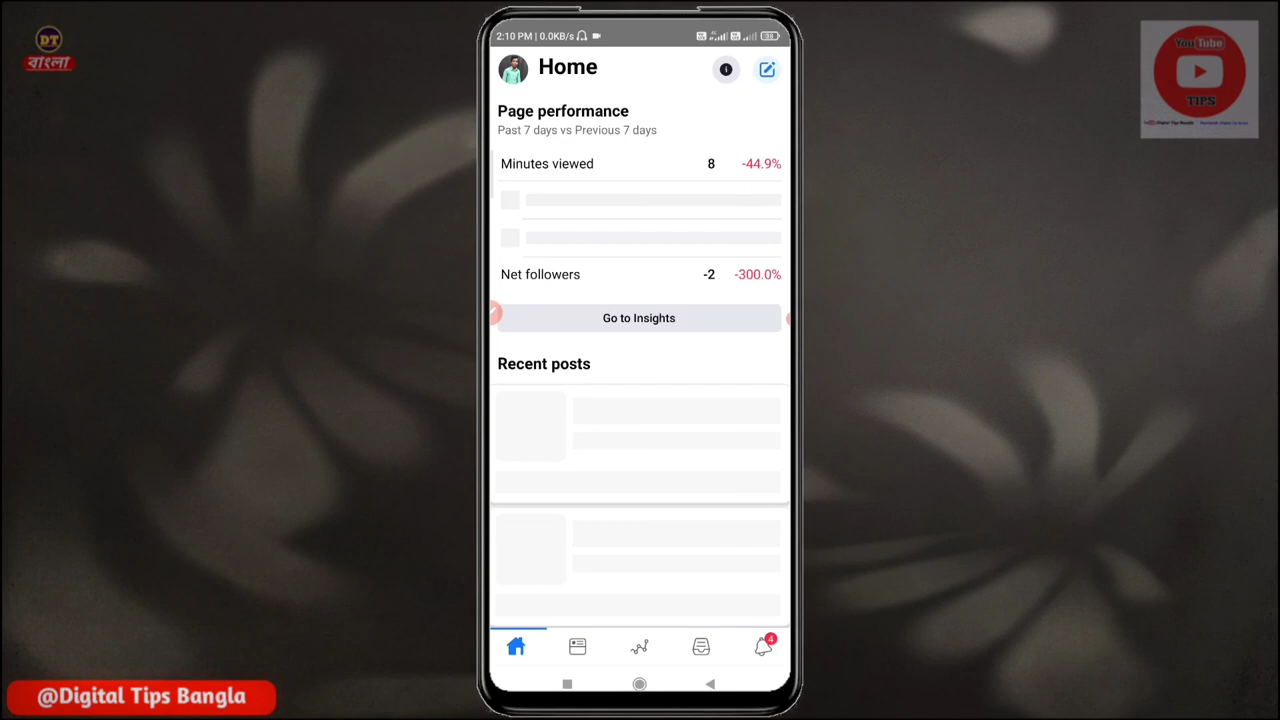 DT
বাংলা
YouTube
TIPS
2:10 PM | 0.0KB/s
Home
Page performance
Past 7 days vs Previous 7 days
Minutes viewed 8 -44.9%
Net followers -2 -300.0%
Go to Insights
Recent posts
4
@Digital Tips Bangla